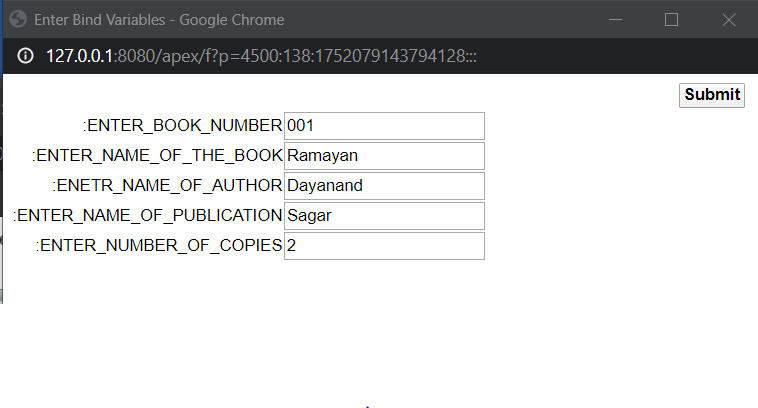 Enter Bind Variables - Google Chrome
127.0.0.1:8080/apex/f?p=4500:138:1752079143794128:::
Submit
:ENTER_BOOK_NUMBER 001
:ENTER_NAME_OF_THE_BOOK Ramayan
:ENETR_NAME_OF_AUTHOR Dayanand
:ENTER_NAME_OF_PUBLICATION Sagar
:ENTER_NUMBER_OF_COPIES 2